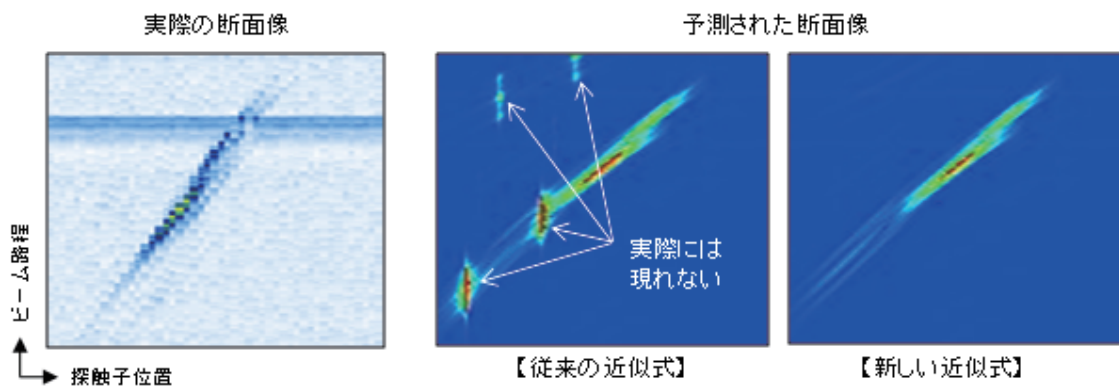 実際の断面像
予測された断面像
ビーム路程
探触子位置
実際には
現れない
【従来の近似式】
【新しい近似式】